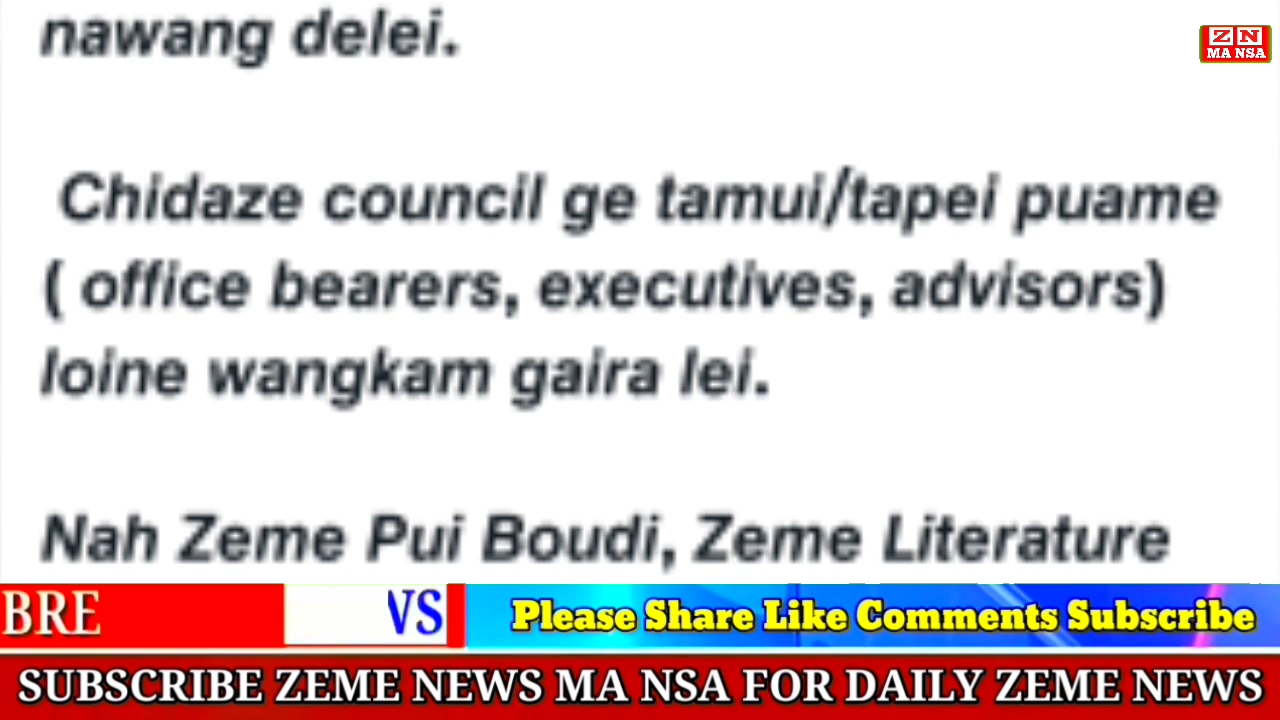 nawang delei.
ZN
MA NSA
Chidaze council ge tamui/tapei puame
( office bearers, executives, advisors)
loine wangkam gaira lei.
Nah Zeme Pui Boudi, Zeme Literature
BRE VS
Please Share Like Comments Subscribe
SUBSCRIBE ZEME NEWS MA NSA FOR DAILY ZEME NEWS